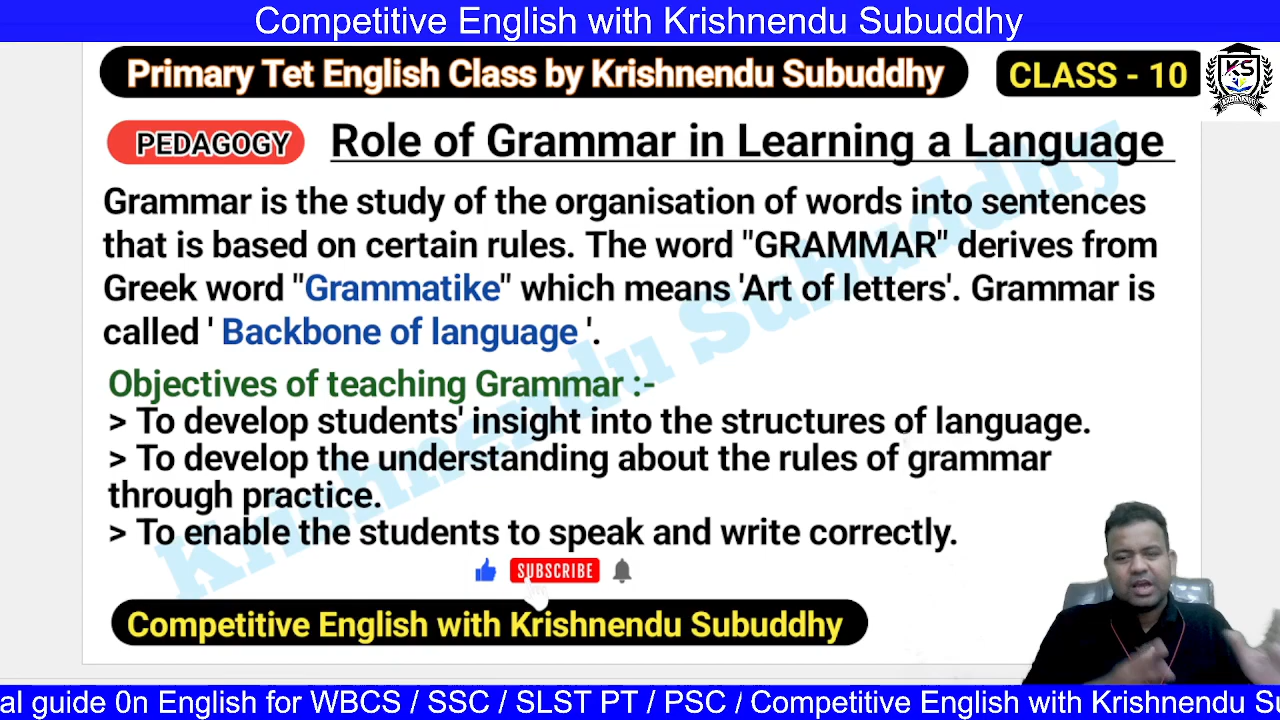 Competitive English with Krishnendu Subuddhy
Primary Tet English Class by Krishnendu Subuddhy
CLASS - 10
KS
PEDAGOGY
Role of Grammar in Learning a Language
Grammar is the study of the organisation of words into sentences
that is based on certain rules. The word "GRAMMAR" derives from
Greek word "Grammatike" which means 'Art of letters'. Grammar is
called ' Backbone of language '.
Objectives of teaching Grammar :-
> To develop students' insight into the structures of language.
> To develop the understanding about the rules of grammar
through practice.
> To enable the students to speak and write correctly.
Krishnendu Subuddhy
SUBSCRIBE
Competitive English with Krishnendu Subuddhy
al guide 0n English for WBCS / SSC / SLST PT / PSC / Competitive English with Krishnendu Su